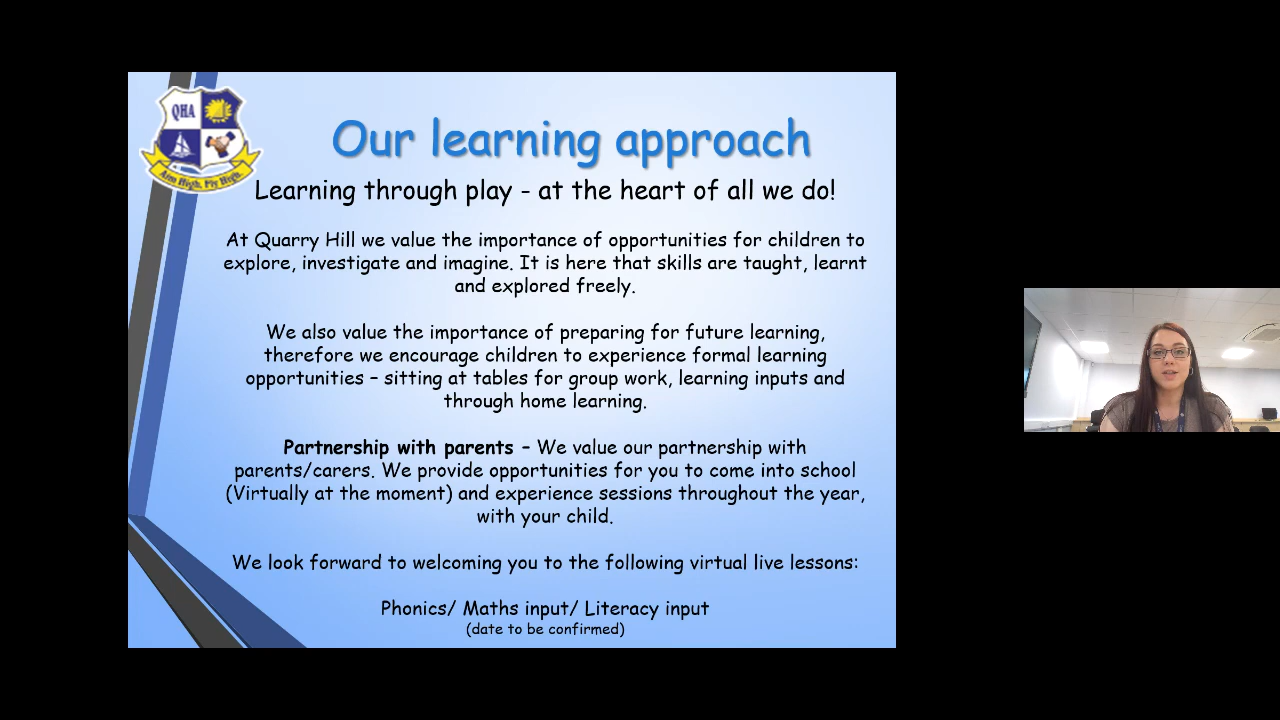 QHA
Aim High, Fly High.
Our learning approach
Learning through play - at the heart of all we do!
At Quarry Hill we value the importance of opportunities for children to
explore, investigate and imagine. It is here that skills are taught, learnt
and explored freely.
We also value the importance of preparing for future learning,
therefore we encourage children to experience formal learning
opportunities – sitting at tables for group work, learning inputs and
through home learning.
Partnership with parents – We value our partnership with
parents/carers. We provide opportunities for you to come into school
(Virtually at the moment) and experience sessions throughout the year,
with your child.
We look forward to welcoming you to the following virtual live lessons:
Phonics/ Maths input/ Literacy input
(date to be confirmed)